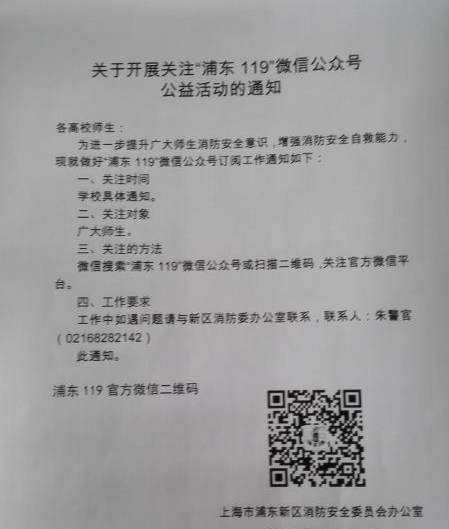 关于开展关注“浦东 119”微信公众号
公益活动的通知
各高校师生：
为进一步提升广大师生消防安全意识，增强消防安全自救能力，
现就做好“浦东 119”微信公众号订阅工作通知如下：
一、关注时间
学校具体通知。
二、关注对象
广大师生。
三、关注的方法
微信搜索“浦东 119”微信公众号或扫描二维码，关注官方微信平
台。
四、工作要求
工作中如遇问题请与新区消防委办公室联系，联系人：朱警官
（02168282142）
此通知。
浦东 119 官方微信二维码
上海市浦东新区消防安全委员会办公室